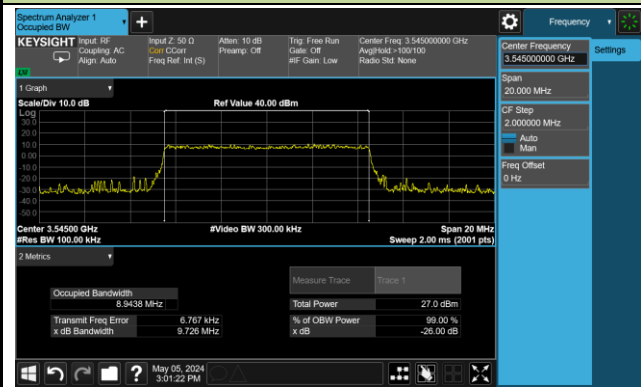 Spectrum Analyzer 1
Occupied BW
Frequency
KEYSIGHT
Input: RF
Coupling: AC
Align: Auto
Input Z: 50 Ω
Corr CCorr
Freq Ref: Int (S)
Atten: 10 dB
Preamp: Off
Trig: Free Run
Gate: Off
#IF Gain: Low
Center Freq: 3.545000000 GHz
Avg|Hold:>100/100
Radio Std: None
Center Frequency
3.545000000 GHz
Settings
Span
20.000 MHz
CF Step
2.000000 MHz
Auto
Man
Freq Offset
0 Hz
1 Graph
Scale/Div 10.0 dB
Ref Value 40.00 dBm
Log
30.0
20.0
10.0
0.00
-10.0
-20.0
-30.0
-40.0
-50.0
Center 3.54500 GHz
#Video BW 300.00 kHz
Span 20 MHz
#Res BW 100.00 kHz
Sweep 2.00 ms (2001 pts)
2 Metrics
Measure Trace
Trace 1
Occupied Bandwidth
8.9438 MHz
Total Power
27.0 dBm
Transmit Freq Error
6.767 kHz
% of OBW Power
99.00 %
x dB Bandwidth
9.726 MHz
x dB
-26.00 dB
May 05, 2024
3:01:22 PM